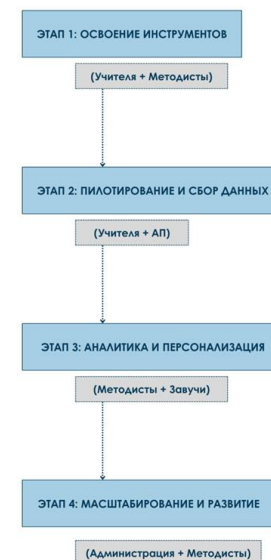 ЭТАП 1: ОСВОЕНИЕ ИНСТРУМЕНТОВ
(Учителя + Методисты)
ЭТАП 2: ПИЛОТИРОВАНИЕ И СБОР ДАННЫХ
(Учителя + АП)
ЭТАП 3: АНАЛИТИКА И ПЕРСОНАЛИЗАЦИЯ
(Методисты + Завучи)
ЭТАП 4: МАСШТАБИРОВАНИЕ И РАЗВИТИЕ
(Администрация + Методисты)